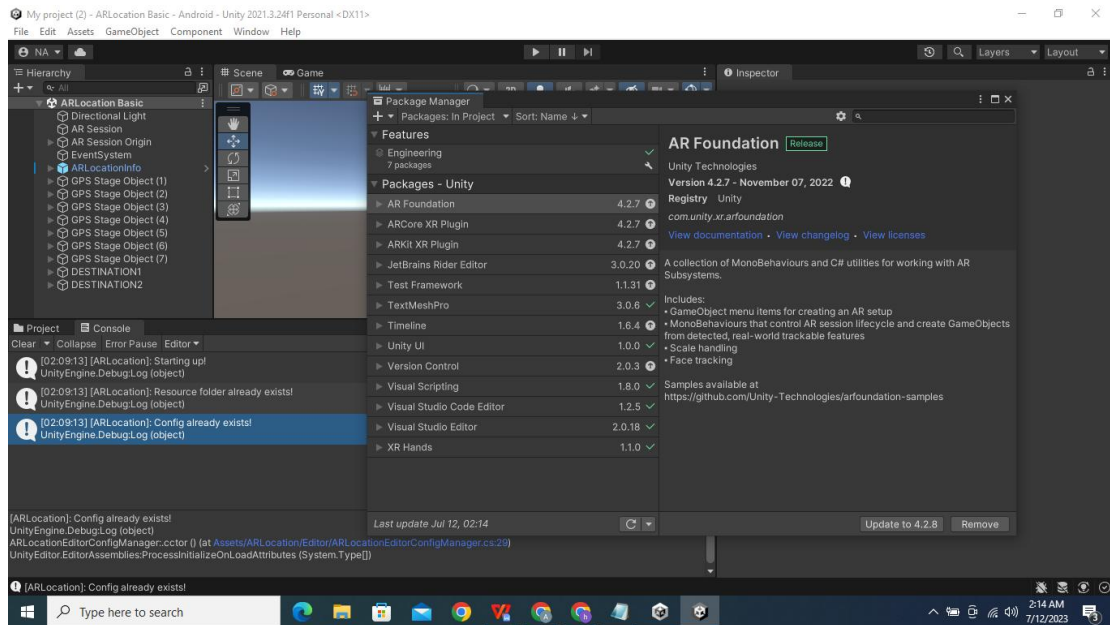 My project (2) - ARLocation Basic - Android - Unity 2021.3.24f1 Personal <DX11>
File Edit Assets GameObject Component Window Help
NA
Layers
Layout
Hierarchy
Scene
Game
Inspector
All
ARLocation Basic
Directional Light
AR Session
AR Session Origin
EventSystem
ARLocationInfo
GPS Stage Object (1)
GPS Stage Object (2)
GPS Stage Object (3)
GPS Stage Object (4)
GPS Stage Object (5)
GPS Stage Object (6)
GPS Stage Object (7)
DESTINATION1
DESTINATION2
Project
Console
Clear Collapse Error Pause Editor
[02:09:13] [ARLocation]: Starting up!
UnityEngine.Debug:Log (object)
[02:09:13] [ARLocation]: Resource folder already exists!
UnityEngine.Debug:Log (object)
[02:09:13] [ARLocation]: Config already exists!
UnityEngine.Debug:Log (object)
[ARLocation]: Config already exists!
UnityEngine.Debug:Log (object)
ARLocationEditorConfigManager:.cctor () (at Assets/ARLocation/Editor/ARLocationEditorConfigManager.cs:29)
UnityEditor.EditorAssemblies:ProcessInitializeOnLoadAttributes (System.Type[])
Package Manager
Packages: In Project Sort: Name ↓
Features
Engineering
7 packages
Packages - Unity
AR Foundation 4.2.7
ARCore XR Plugin 4.2.7
ARKit XR Plugin 4.2.7
JetBrains Rider Editor 3.0.20
Test Framework 1.1.31
TextMeshPro 3.0.6
Timeline 1.6.4
Unity UI 1.0.0
Version Control 2.0.3
Visual Scripting 1.8.0
Visual Studio Code Editor 1.2.5
Visual Studio Editor 2.0.18
XR Hands 1.1.0
Last update Jul 12, 02:14
AR Foundation Release
Unity Technologies
Version 4.2.7 - November 07, 2022
Registry Unity
com.unity.xr.arfoundation
View documentation • View changelog • View licenses
A collection of MonoBehaviours and C# utilities for working with AR
Subsystems.
Includes:
• GameObject menu items for creating an AR setup
• MonoBehaviours that control AR session lifecycle and create GameObjects
from detected, real-world trackable features
• Scale handling
• Face tracking
Samples available at
https://github.com/Unity-Technologies/arfoundation-samples
Update to 4.2.8 Remove
[ARLocation]: Config already exists!
Type here to search
2:14 AM
7/12/2023
3